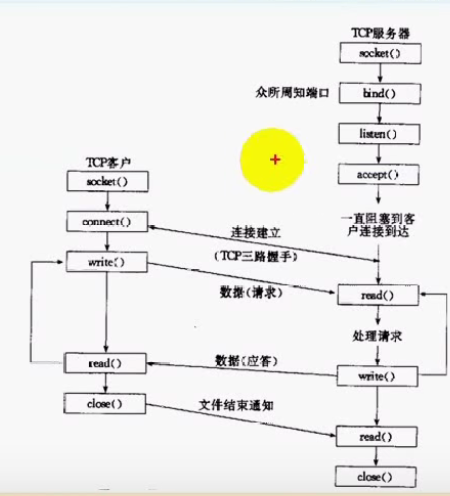 TCP服务器
socket()
众所周知端口
bind()
listen()
accept()
TCP客户
socket()
一直阻塞到客
户连接到达
connect()
连接建立
(TCP三路握手)
write()
数据(请求)
read()
处理请求
read()
数据(应答)
write()
close()
文件结束通知
read()
close()